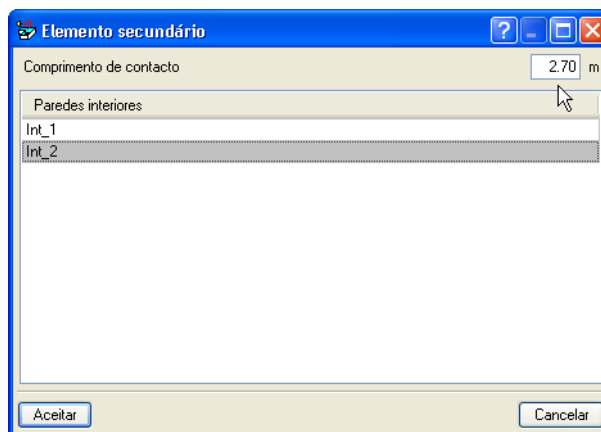 Elemento secundário
Comprimento de contacto 2.70 m
Paredes interiores
Int_1
Int_2
Aceitar Cancelar